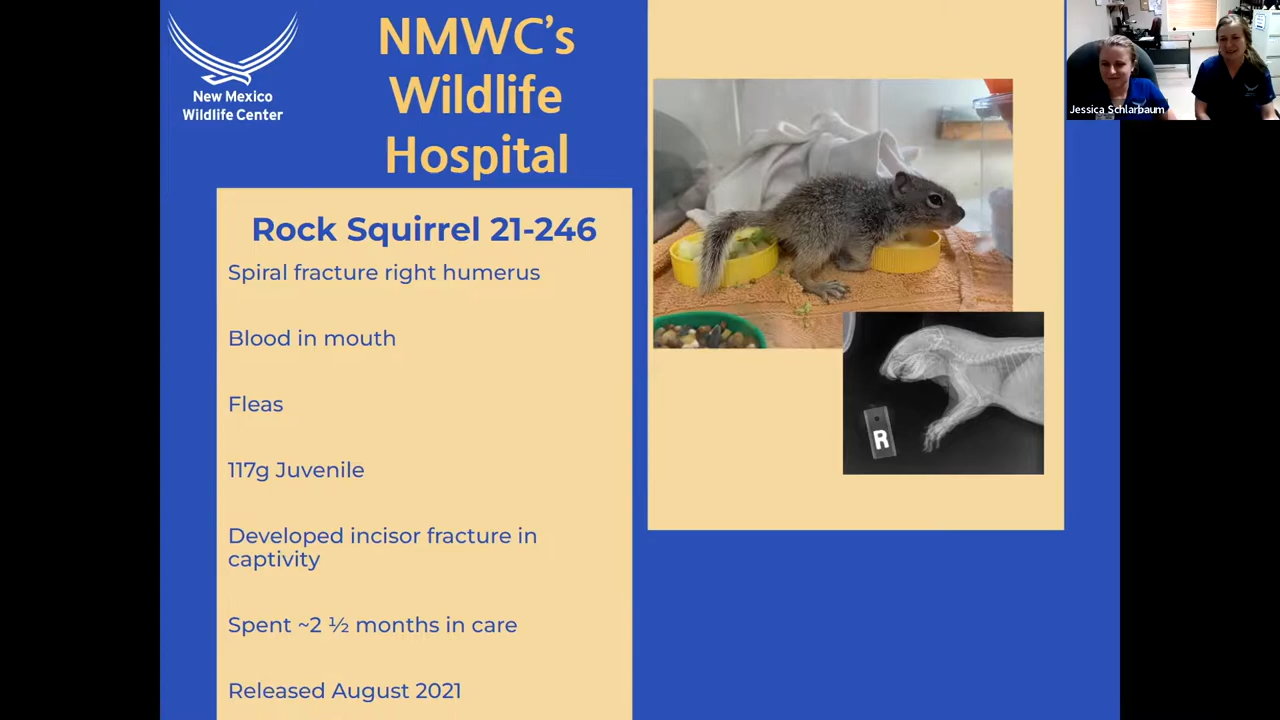 New Mexico
Wildlife Center
NMWC's
Wildlife
Hospital
Rock Squirrel 21-246
Spiral fracture right humerus
Blood in mouth
Fleas
117g Juvenile
Developed incisor fracture in
captivity
Spent ~2 ½ months in care
Released August 2021
R
Jessica Schlarbaum